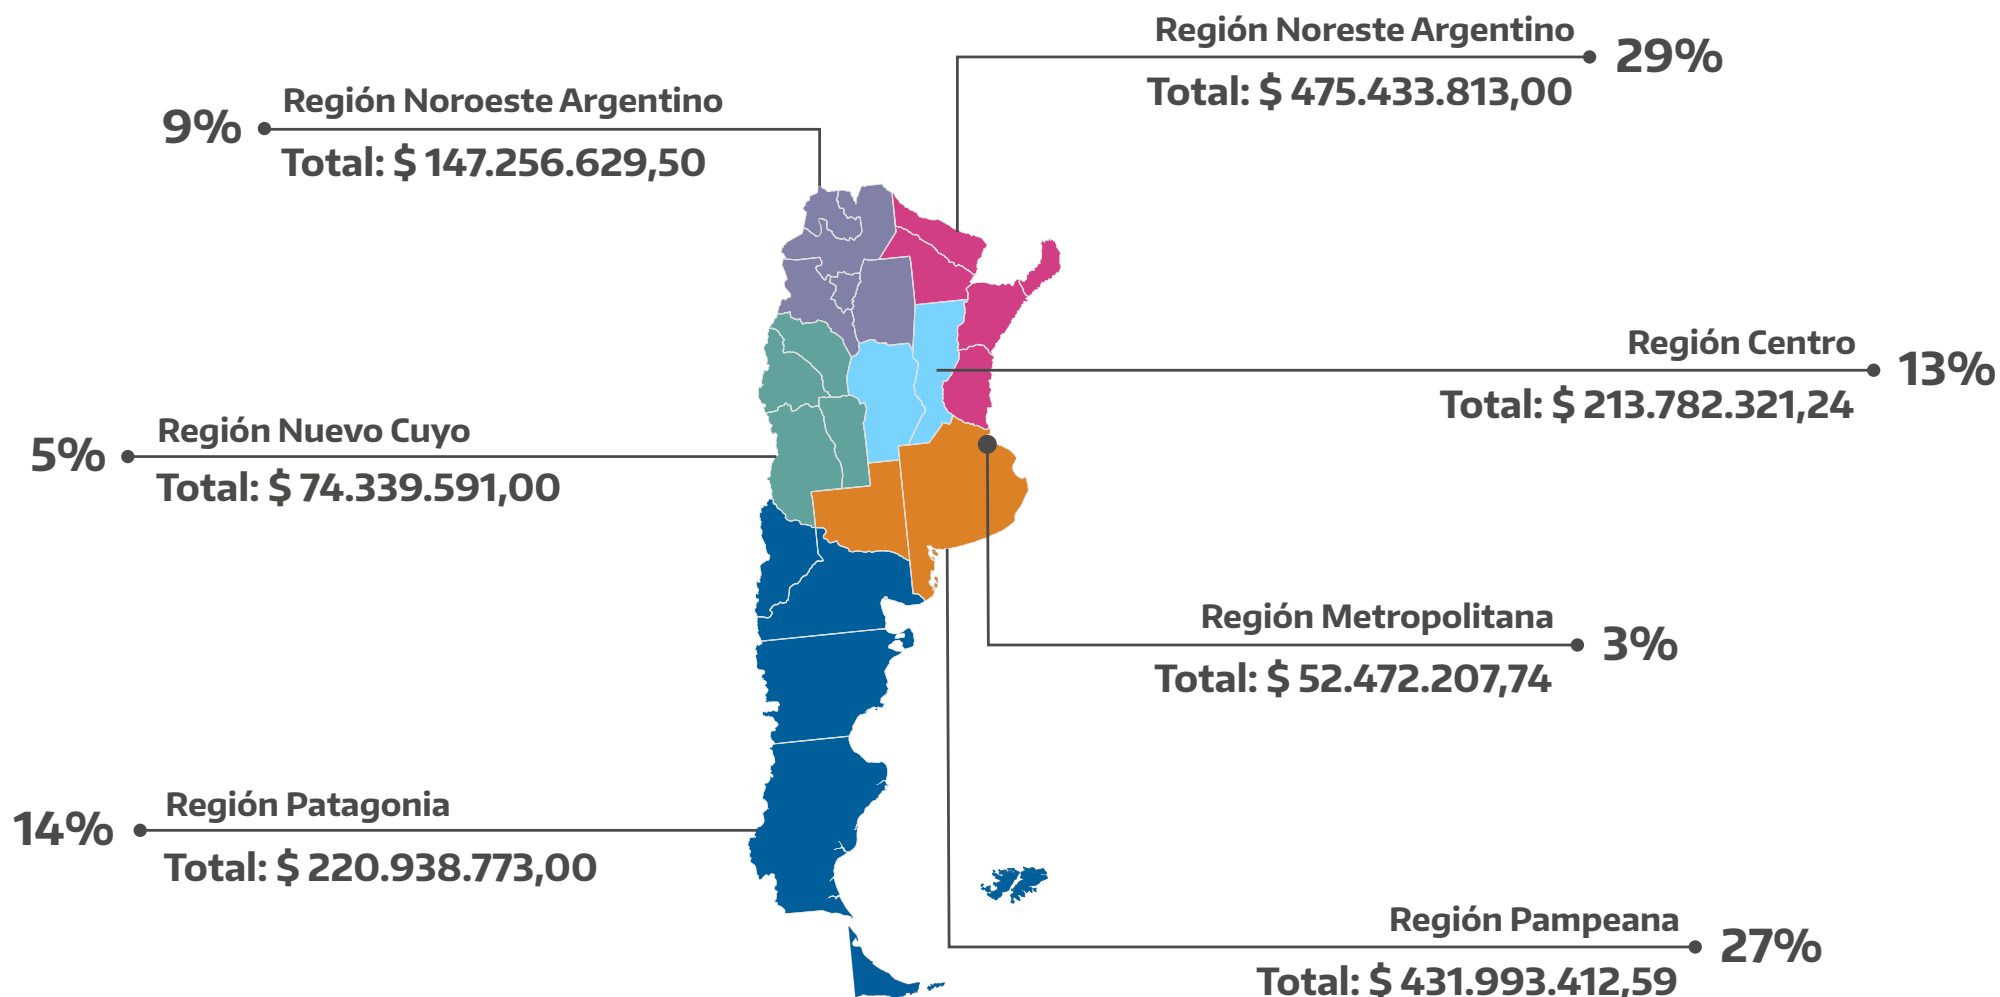 Región Noreste Argentino
29%
Total: $ 475.433.813,00
Región Noroeste Argentino
9%
Total: $ 147.256.629,50
Región Centro
13%
Total: $ 213.782.321,24
Región Nuevo Cuyo
5%
Total: $ 74.339.591,00
Región Metropolitana
3%
Total: $ 52.472.207,74
Región Patagonia
14%
Total: $ 220.938.773,00
Región Pampeana
27%
Total: $ 431.993.412,59